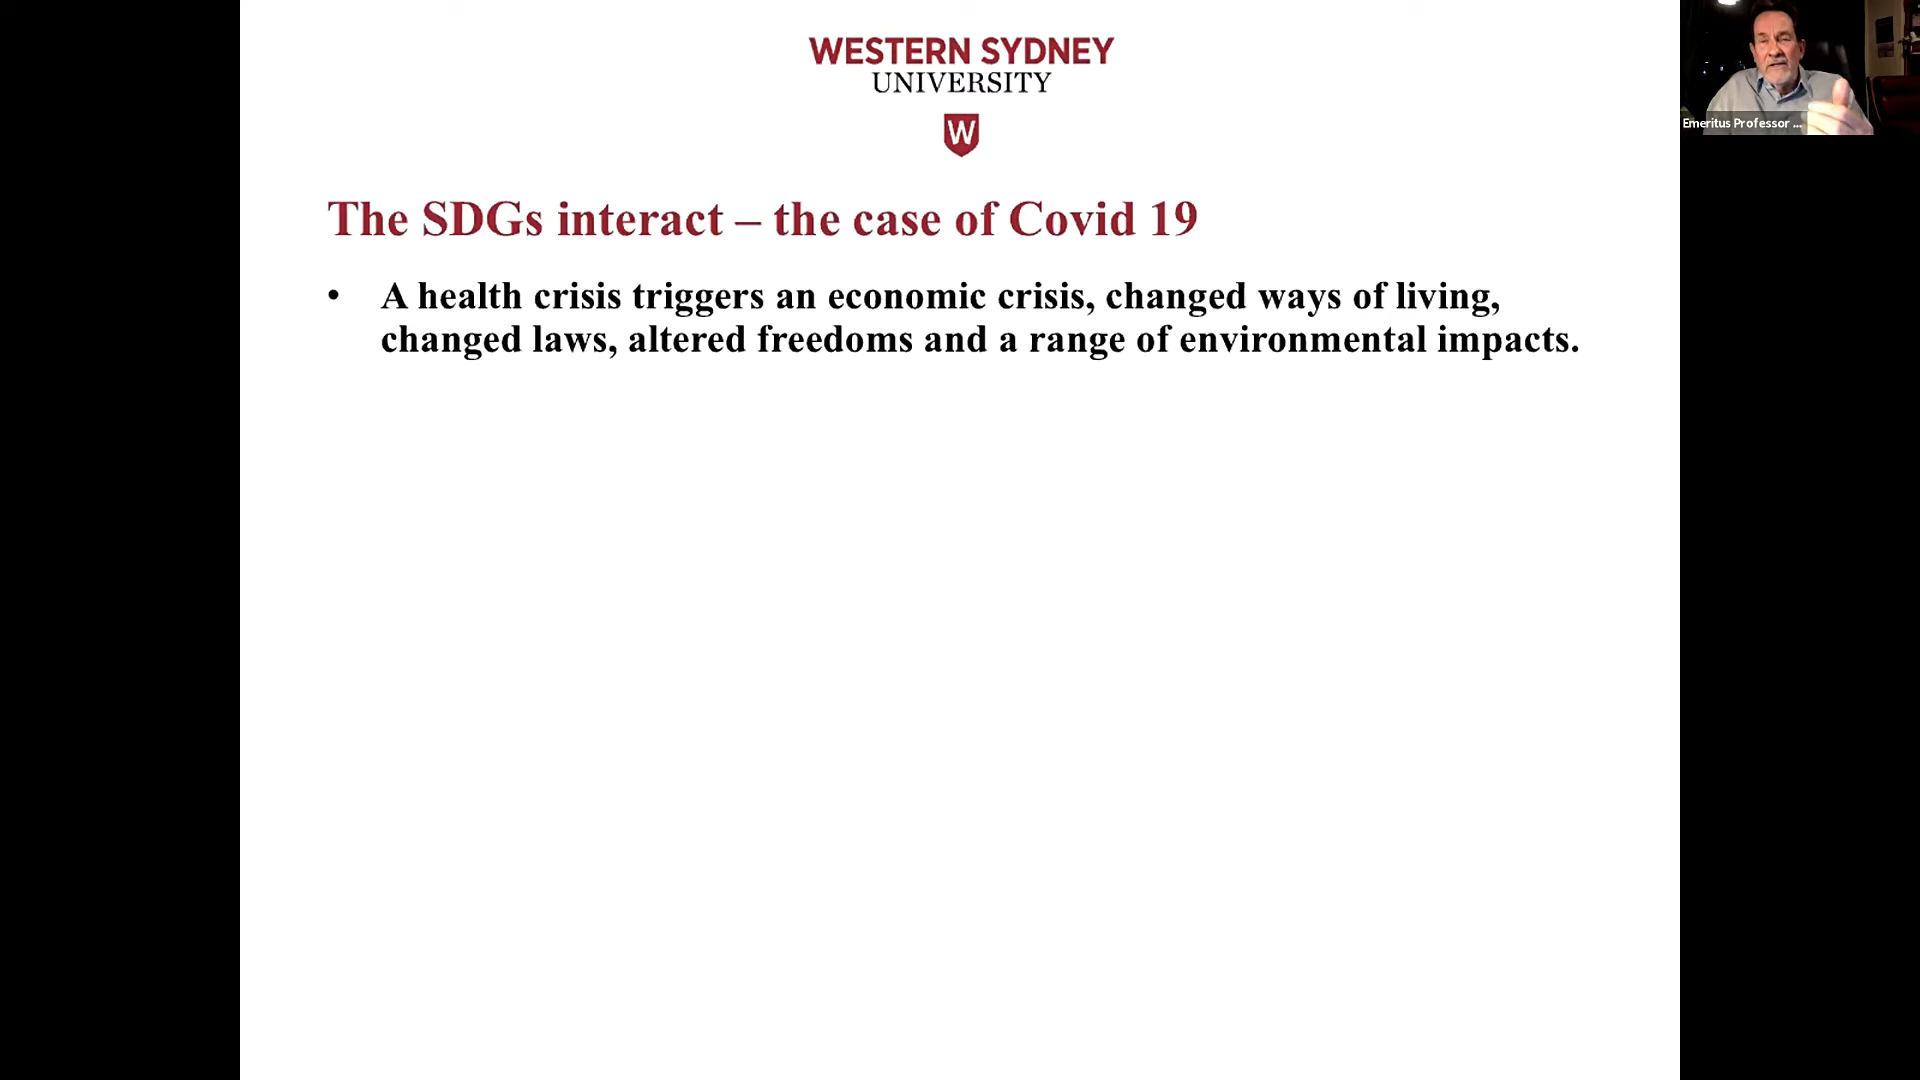 WESTERN SYDNEY
UNIVERSITY
W
The SDGs interact – the case of Covid 19
• A health crisis triggers an economic crisis, changed ways of living,
changed laws, altered freedoms and a range of environmental impacts.
Emeritus Professor ...